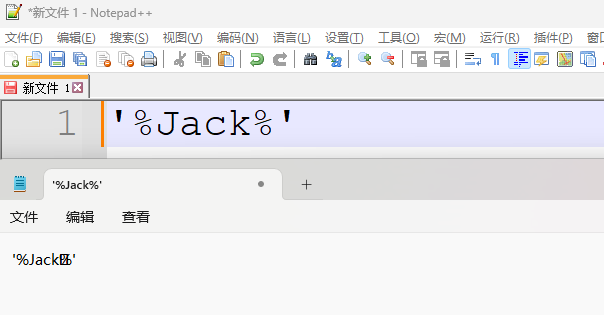 *新文件 1 - Notepad++
文件(F) 编辑(E) 搜索(S) 视图(V) 编码(N) 语言(L) 设置(T) 工具(O) 宏(M) 运行(R) 插件(P) 窗口
新文件 1
1 '%Jack%'
'%Jack%'
文件 编辑 查看